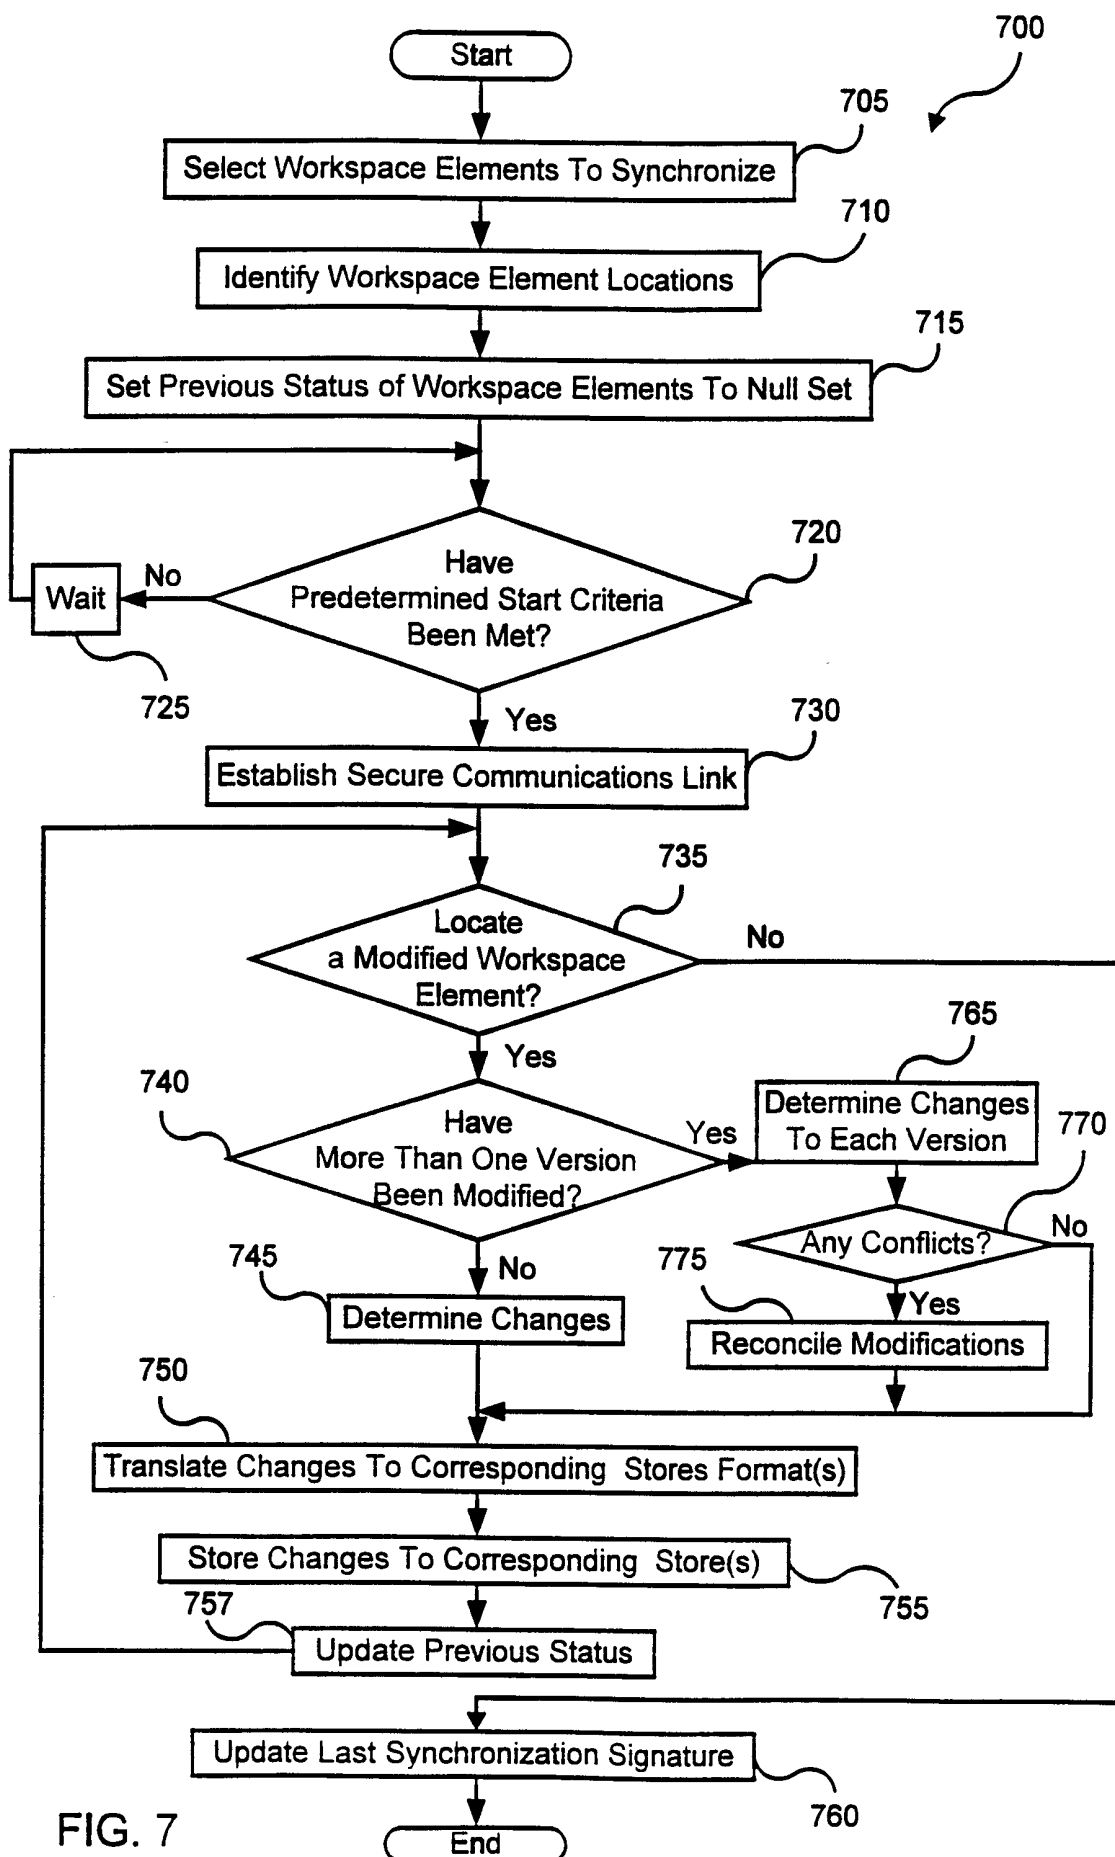 700
Start
705
Select Workspace Elements To Synchronize
710
Identify Workspace Element Locations
715
Set Previous Status of Workspace Elements To Null Set
720
Have
Predetermined Start Criteria
Been Met?
No
Wait
725
Yes
730
Establish Secure Communications Link
735
Locate
a Modified Workspace
Element?
No
Yes
740
Have
More Than One Version
Been Modified?
Yes
765
Determine Changes
To Each Version
770
Any Conflicts?
No
745
No
Determine Changes
775
Yes
Reconcile Modifications
750
Translate Changes To Corresponding Stores Format(s)
Store Changes To Corresponding Store(s)
755
757
Update Previous Status
Update Last Synchronization Signature
760
End
FIG. 7